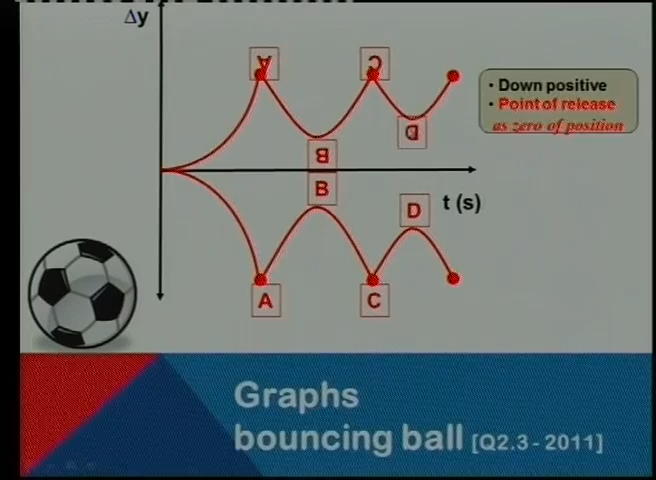 Δy
A
C
• Down positive
• Point of release
as zero of position
D
B
B
D
t (s)
A
C
Graphs
bouncing ball [Q2.3 - 2011]